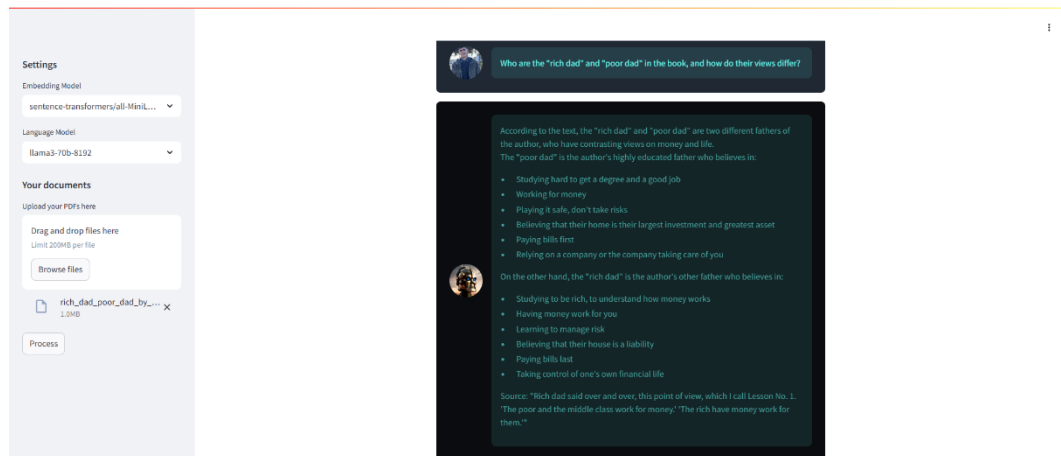 Settings
Embedding Model
sentence-transformers/all-MiniL...
Language Model
llama3-70b-8192
Your documents
Upload your PDFs here
Drag and drop files here
Limit 200MB per file
Browse files
rich_dad_poor_dad_by_...
1.0MB
Process
Who are the "rich dad" and "poor dad" in the book, and how do their views differ?
According to the text, the "rich dad" and "poor dad" are two different fathers of
the author, who have contrasting views on money and life.
The "poor dad" is the author's highly educated father who believes in:
• Studying hard to get a degree and a good job
• Working for money
• Playing it safe, don't take risks
• Believing that their home is their largest investment and greatest asset
• Paying bills first
• Relying on a company or the company taking care of you
On the other hand, the "rich dad" is the author's other father who believes in:
• Studying to be rich, to understand how money works
• Having money work for you
• Learning to manage risk
• Believing that their house is a liability
• Paying bills last
• Taking control of one's own financial life
Source: "Rich dad said over and over, this point of view, which I call Lesson No. 1.
'The poor and the middle class work for money.' 'The rich have money work for
them.'"